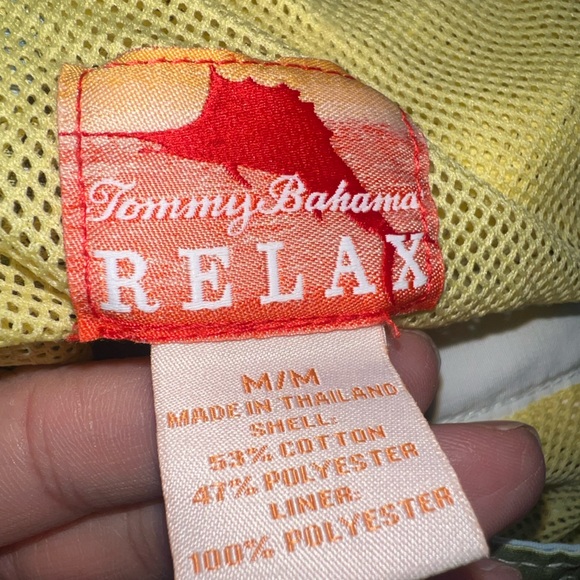 Tommy Bahama
RELAX
M/M
MADE IN THAILAND
SHELL:
53% COTTON
47% POLYESTER
LINER:
100% POLYESTER